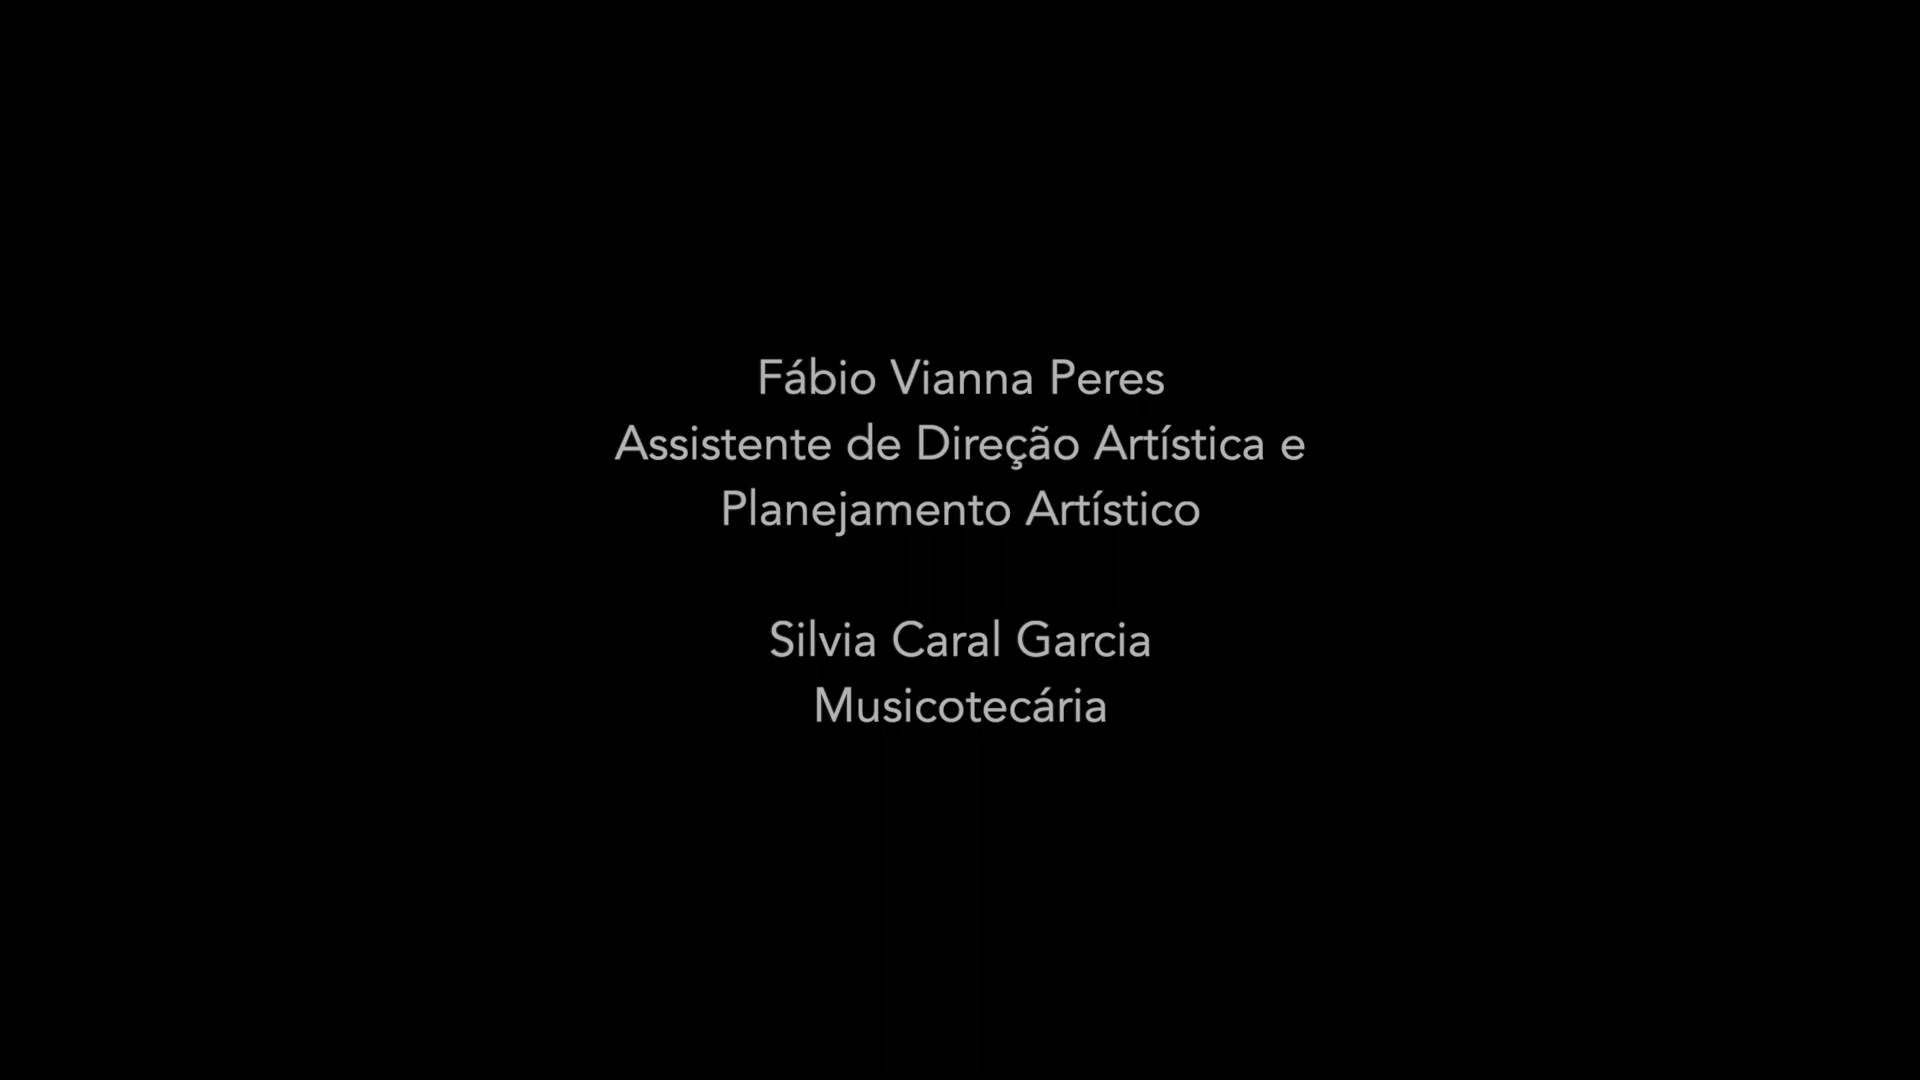 Fábio Vianna Peres
Assistente de Direção Artística e
Planejamento Artístico
Silvia Caral Garcia
Musicotecária